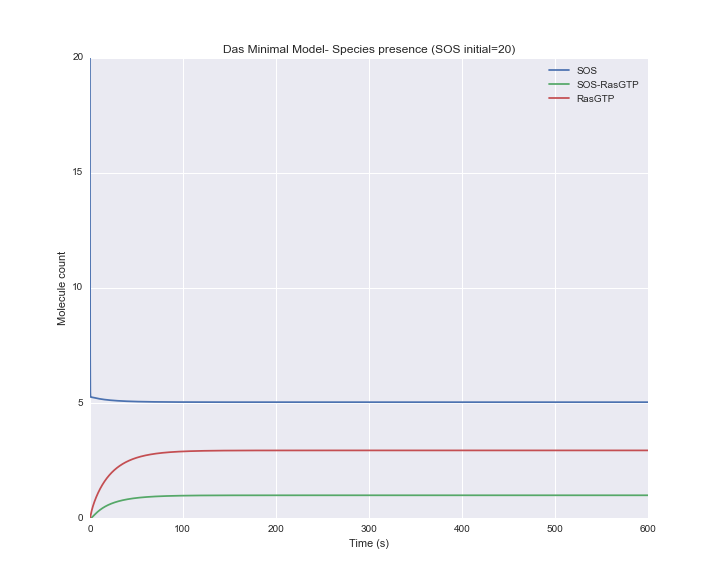 Das Minimal Model- Species presence (SOS initial=20)
SOS
SOS-RasGTP
RasGTP
20
15
10
5
0
Molecule count
0 100 200 300 400 500 600
Time (s)